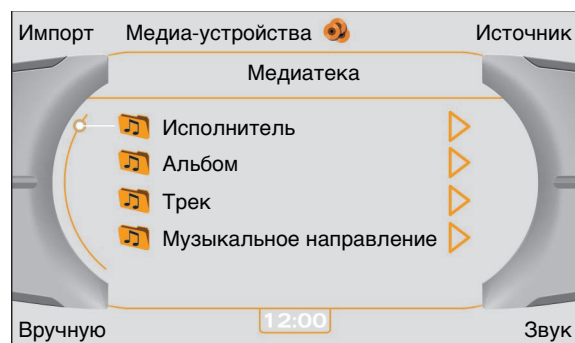 Импорт Медиа-устройства Источник
Медиатека
Исполнитель
Альбом
Трек
Музыкальное направление
Вручную 12:00 Звук